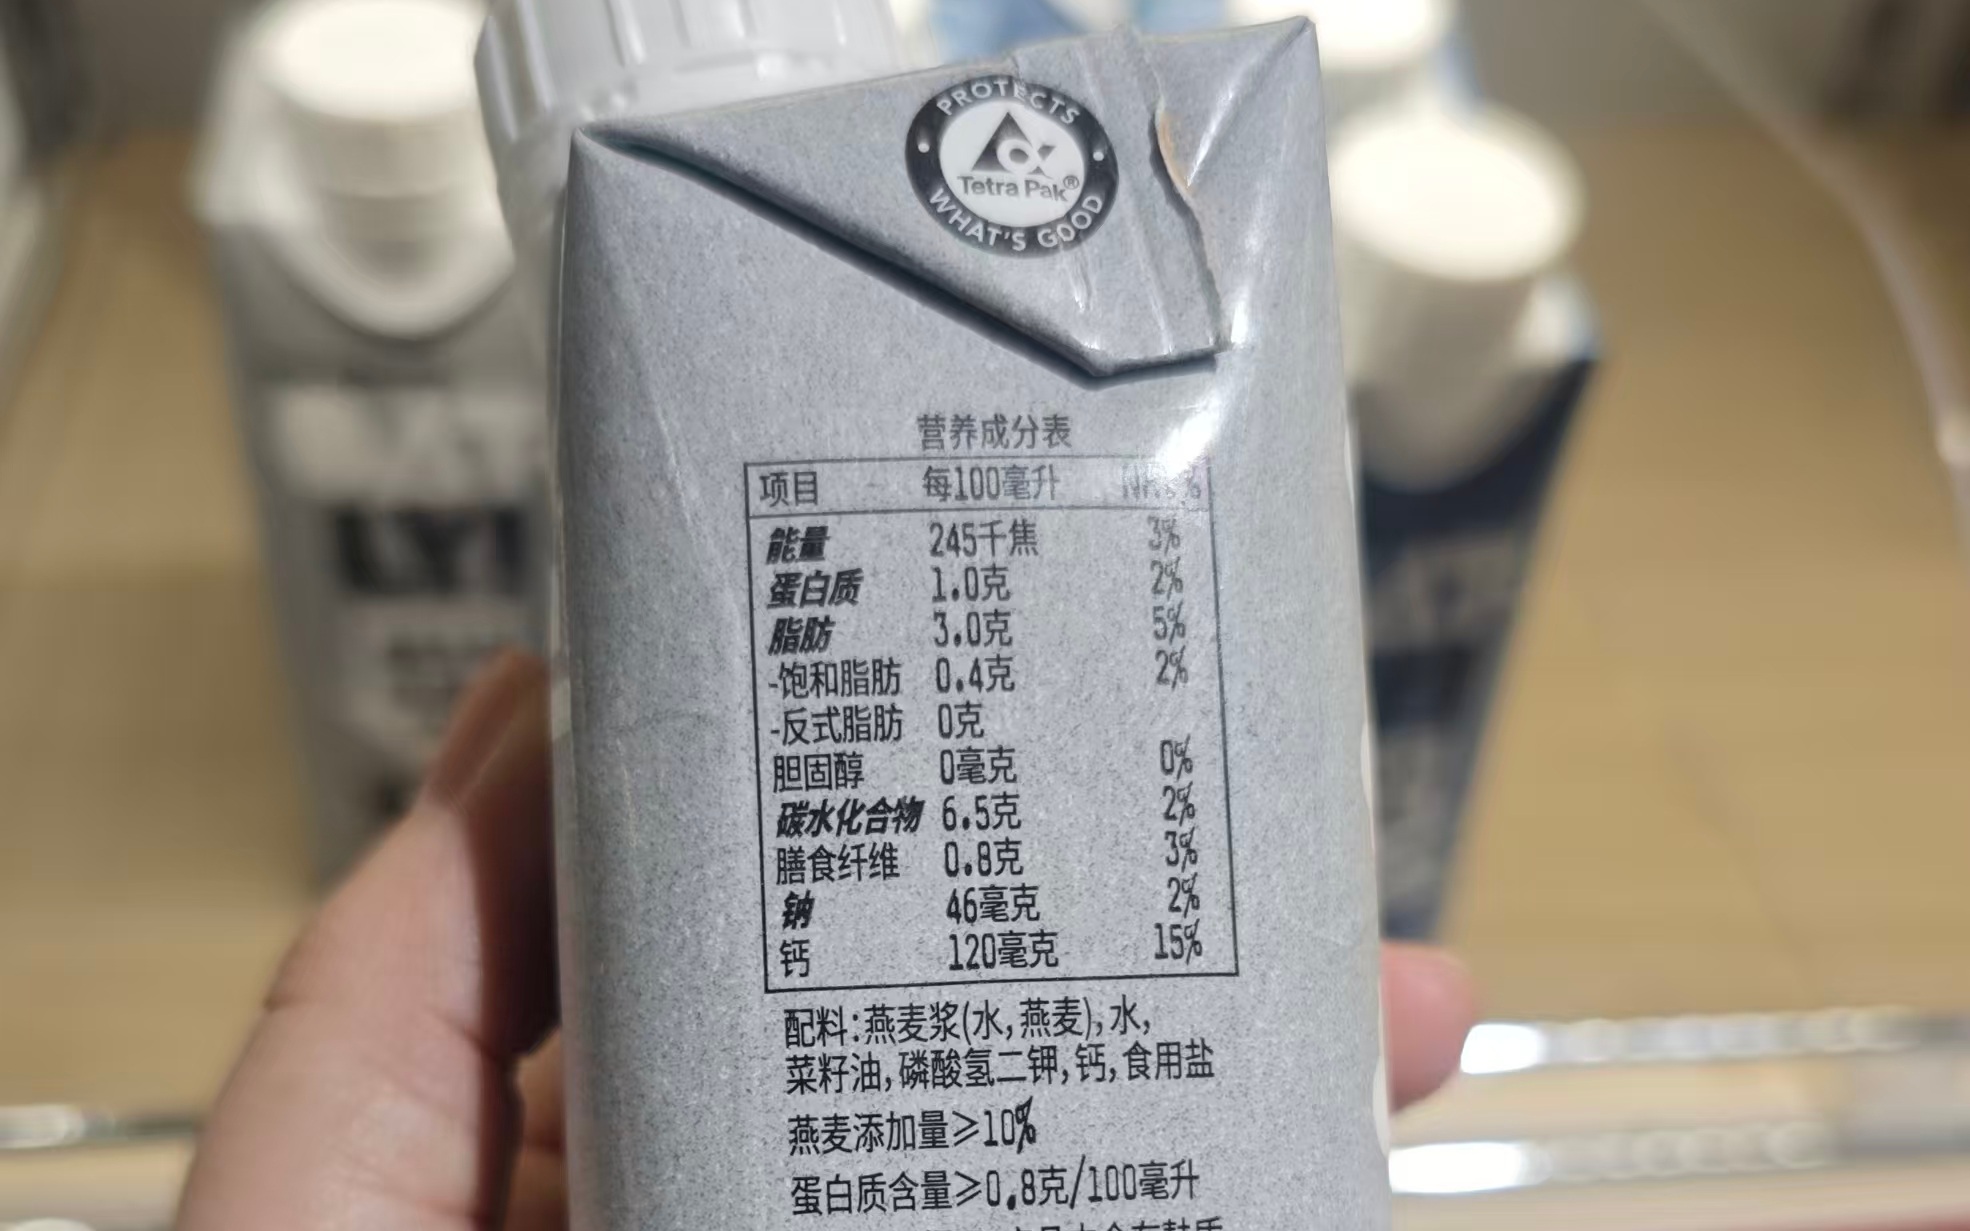 PROTECTS
Tetra Pak®
WHAT'S GOOD
营养成分表
项目 每100毫升 NRV%
能量 245千焦 3%
蛋白质 1.0克 2%
脂肪 3.0克 5%
-饱和脂肪 0.4克 2%
-反式脂肪 0克
胆固醇 0毫克 0%
碳水化合物 6.5克 2%
膳食纤维 0.8克 3%
钠 46毫克 2%
钙 120毫克 15%
配料:燕麦浆(水,燕麦),水,
菜籽油,磷酸氢二钾,钙,食用盐
燕麦添加量≥10%
蛋白质含量≥0.8克/100毫升